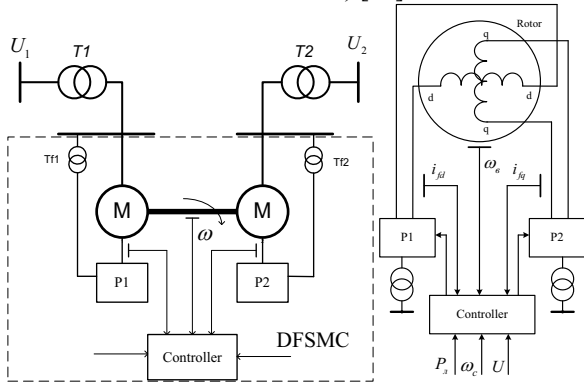 U₁
T1
T2
U₂
Tf1
Tf2
M
M
ω
P1
P2
DFSMC
Controller
Rotor
q
d
d
q
i_fd
ω_в
i_fq
P1
P2
Controller
P_л
ω_c
U